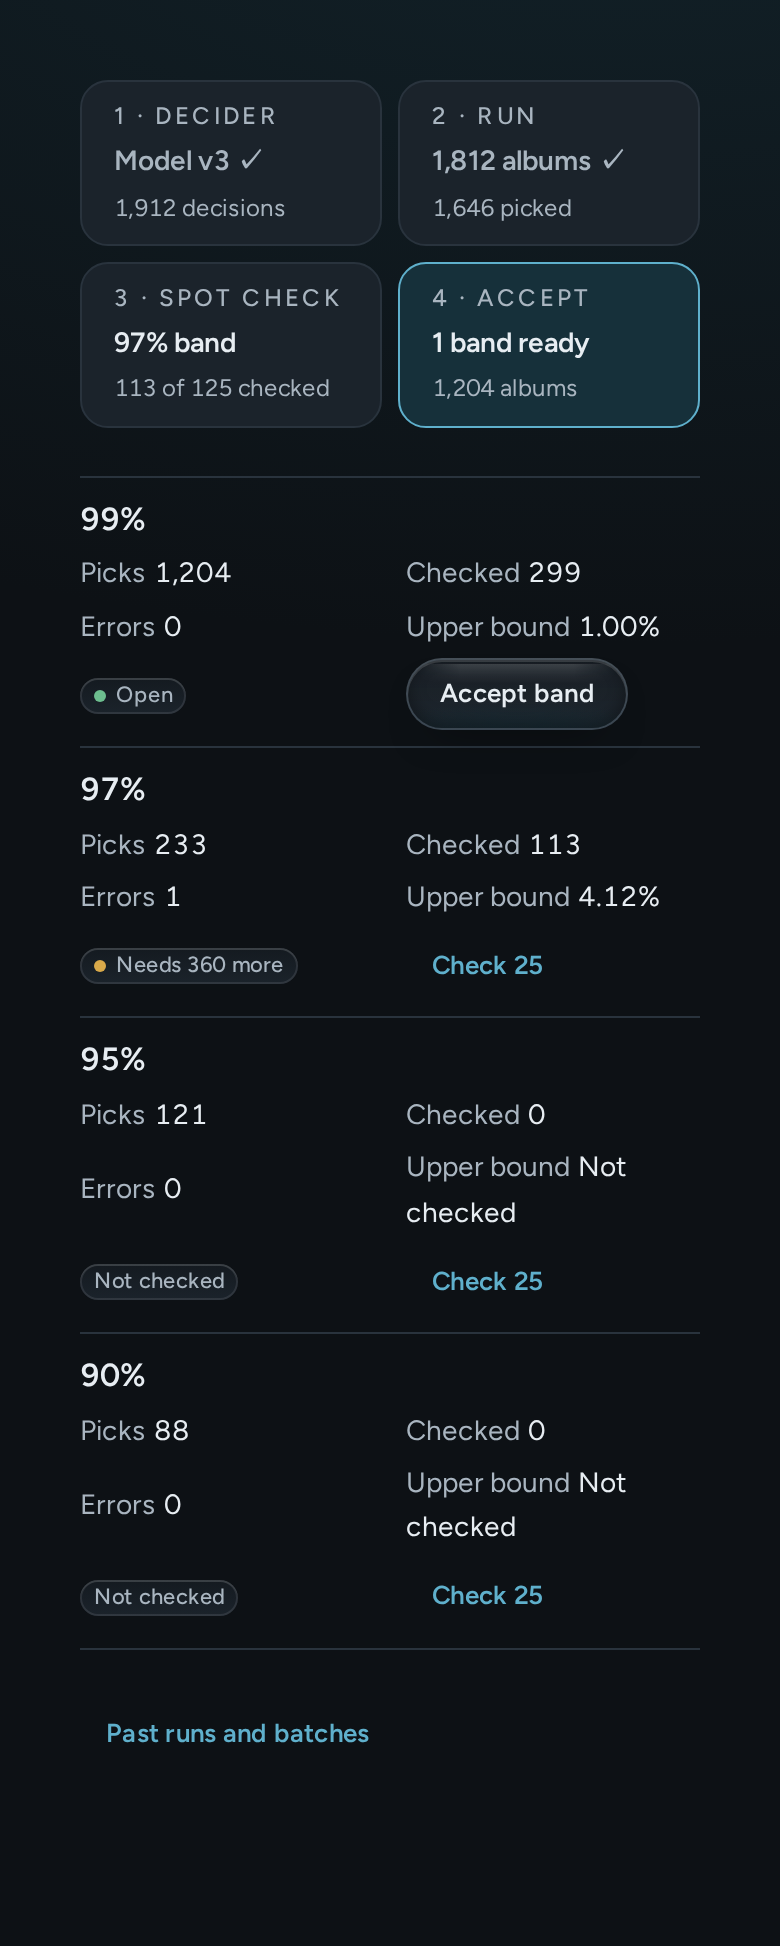 1 · DECIDER
Model v3 ✓
1,912 decisions
2 · RUN
1,812 albums ✓
1,646 picked
3 · SPOT CHECK
97% band
113 of 125 checked
4 · ACCEPT
1 band ready
1,204 albums
99%
Picks 1,204
Checked 299
Errors 0
Upper bound 1.00%
Open
Accept band
97%
Picks 233
Checked 113
Errors 1
Upper bound 4.12%
Needs 360 more
Check 25
95%
Picks 121
Checked 0
Errors 0
Upper bound Not
checked
Not checked
Check 25
90%
Picks 88
Checked 0
Errors 0
Upper bound Not
checked
Not checked
Check 25
Past runs and batches